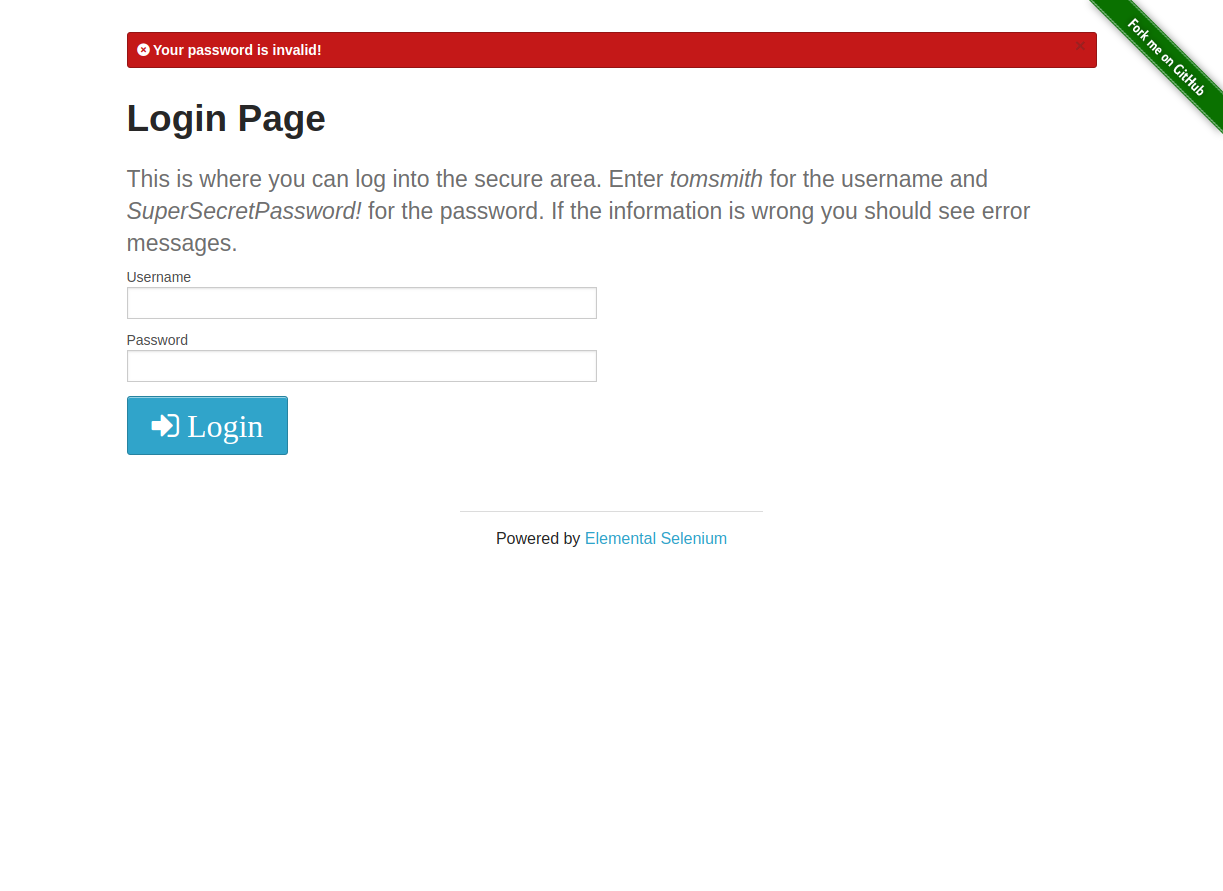 Your password is invalid!
×
Fork me on GitHub
Login Page
This is where you can log into the secure area. Enter tomsmith for the username and
SuperSecretPassword! for the password. If the information is wrong you should see error
messages.
Username
Password
Login
Powered by Elemental Selenium